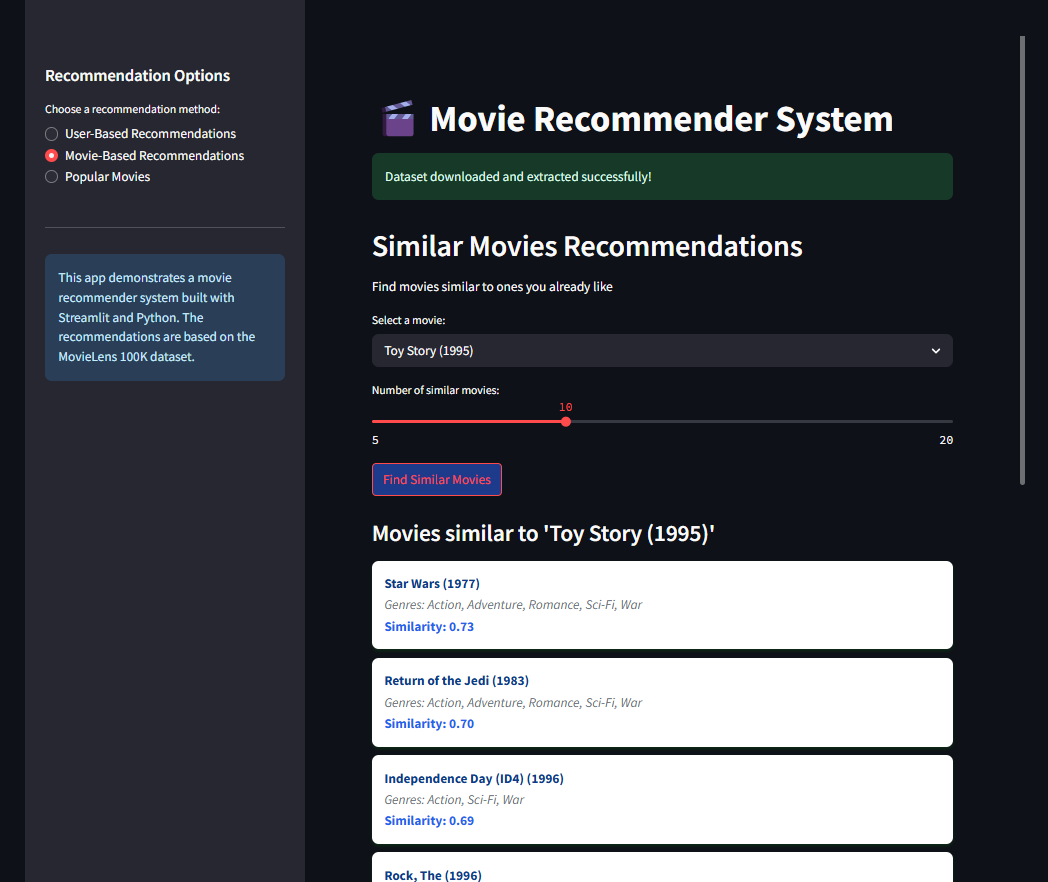 Recommendation Options
Choose a recommendation method:
User-Based Recommendations
Movie-Based Recommendations
Popular Movies
This app demonstrates a movie
recommender system built with
Streamlit and Python. The
recommendations are based on the
MovieLens 100K dataset.
Movie Recommender System
Dataset downloaded and extracted successfully!
Similar Movies Recommendations
Find movies similar to ones you already like
Select a movie:
Toy Story (1995)
Number of similar movies:
10
5 20
Find Similar Movies
Movies similar to 'Toy Story (1995)'
Star Wars (1977)
Genres: Action, Adventure, Romance, Sci-Fi, War
Similarity: 0.73
Return of the Jedi (1983)
Genres: Action, Adventure, Romance, Sci-Fi, War
Similarity: 0.70
Independence Day (ID4) (1996)
Genres: Action, Sci-Fi, War
Similarity: 0.69
Rock, The (1996)